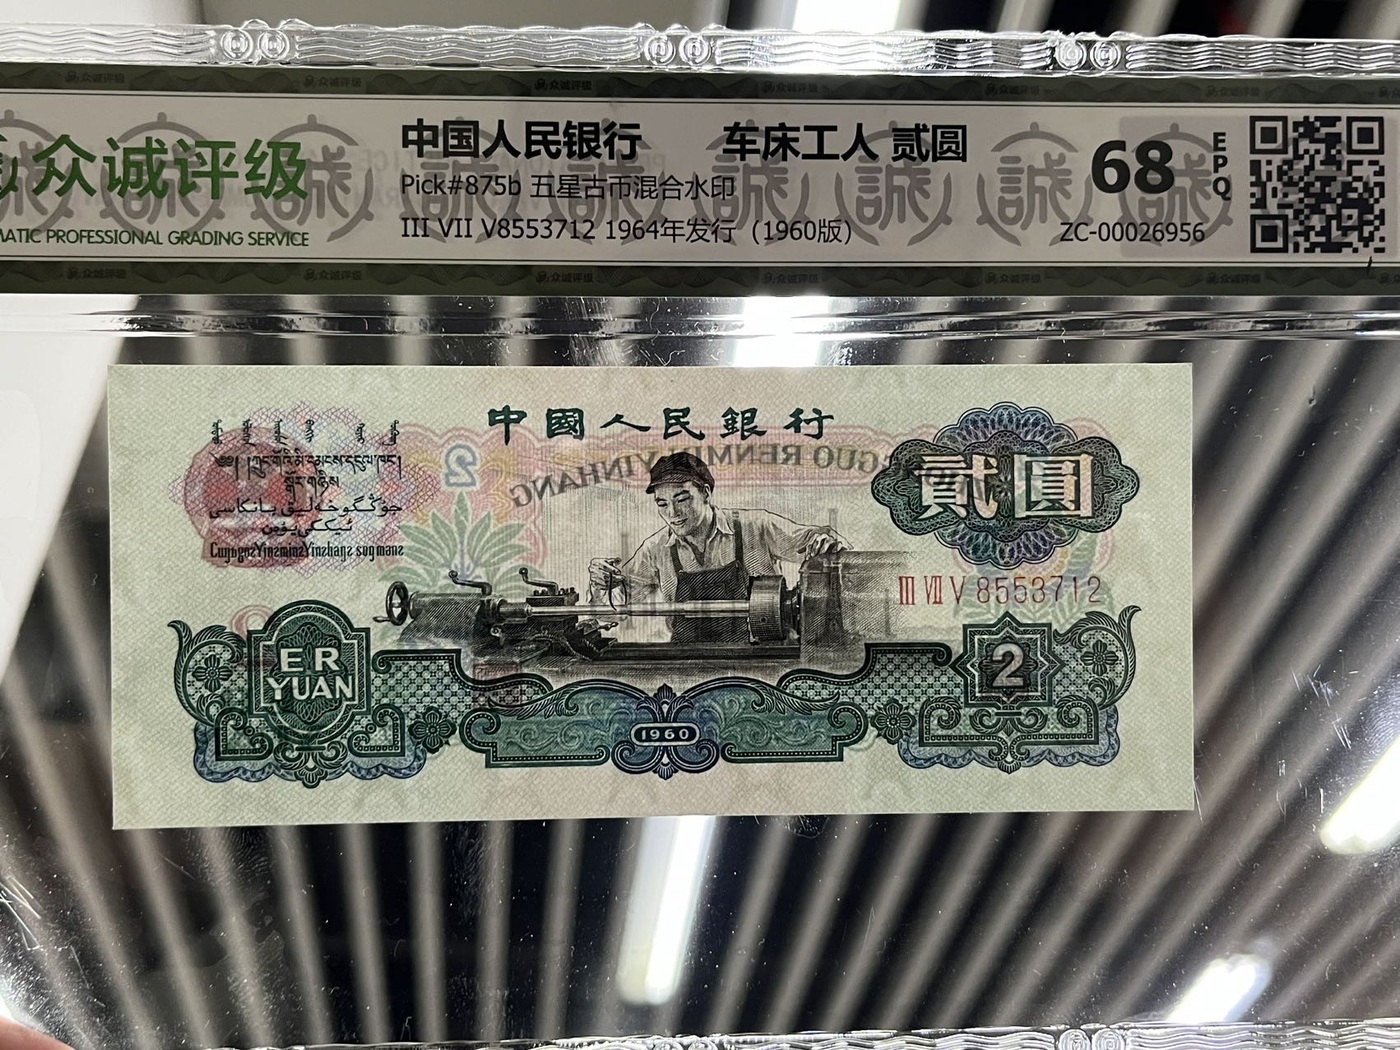 众诚评级
MATIC PROFESSIONAL GRADING SERVICE
中国人民银行 车床工人 贰圆
Pick#875b 五星古币混合水印
III VII V8553712 1964年发行（1960版）
68
EPQ
ZC-00026956
中國人民銀行
貳圓
III VII V 8553712
ER
YUAN
1960
2